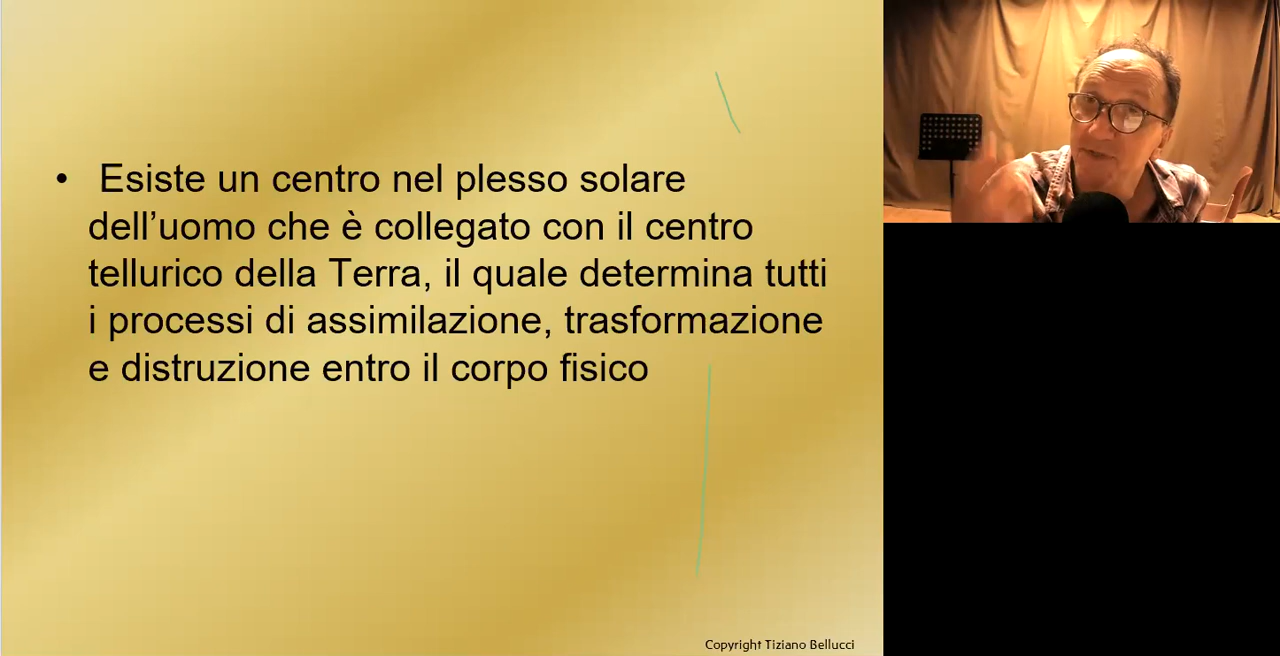 • Esiste un centro nel plesso solare
dell’uomo che è collegato con il centro
tellurico della Terra, il quale determina tutti
i processi di assimilazione, trasformazione
e distruzione entro il corpo fisico
Copyright Tiziano Bellucci